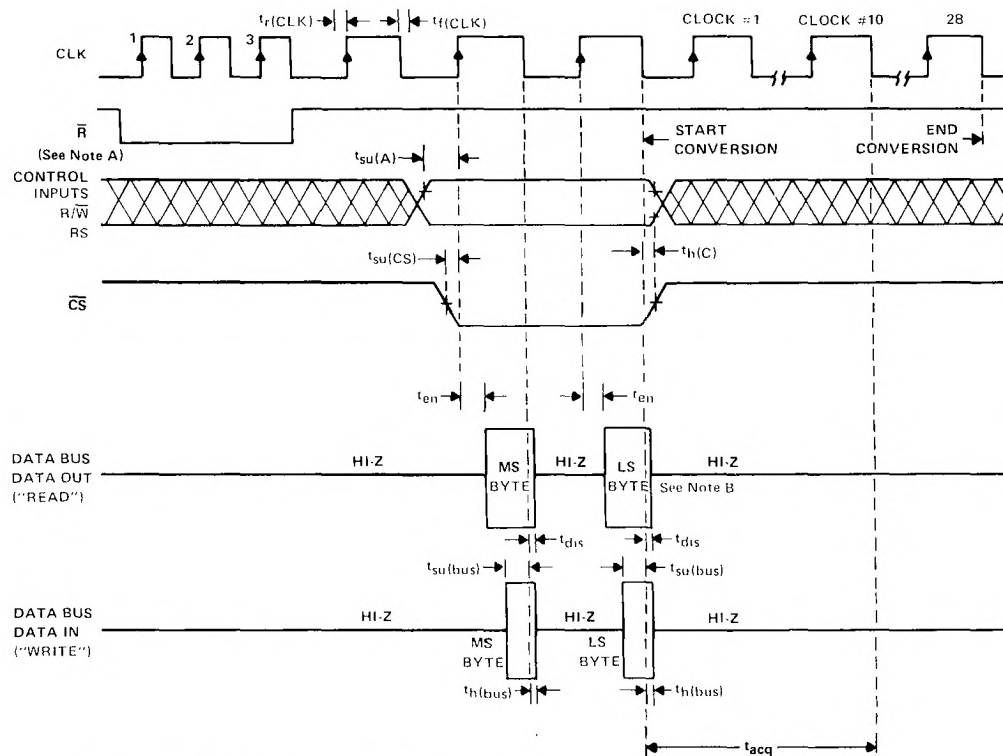 tr(CLK)
tf(CLK)
CLOCK #1
CLOCK #10
28
1
2
3
CLK
R
(See Note A)
START
CONVERSION
END
CONVERSION
tsu(A)
CONTROL
INPUTS
R/W
RS
tsu(CS)
th(C)
CS
ten
ten
DATA BUS
DATA OUT
("READ")
HI-Z
MS
BYTE
HI-Z
LS
BYTE
HI-Z
See Note B
tdis
tdis
tsu(bus)
tsu(bus)
DATA BUS
DATA IN
("WRITE")
HI-Z
HI-Z
HI-Z
MS
BYTE
LS
BYTE
th(bus)
th(bus)
tacq